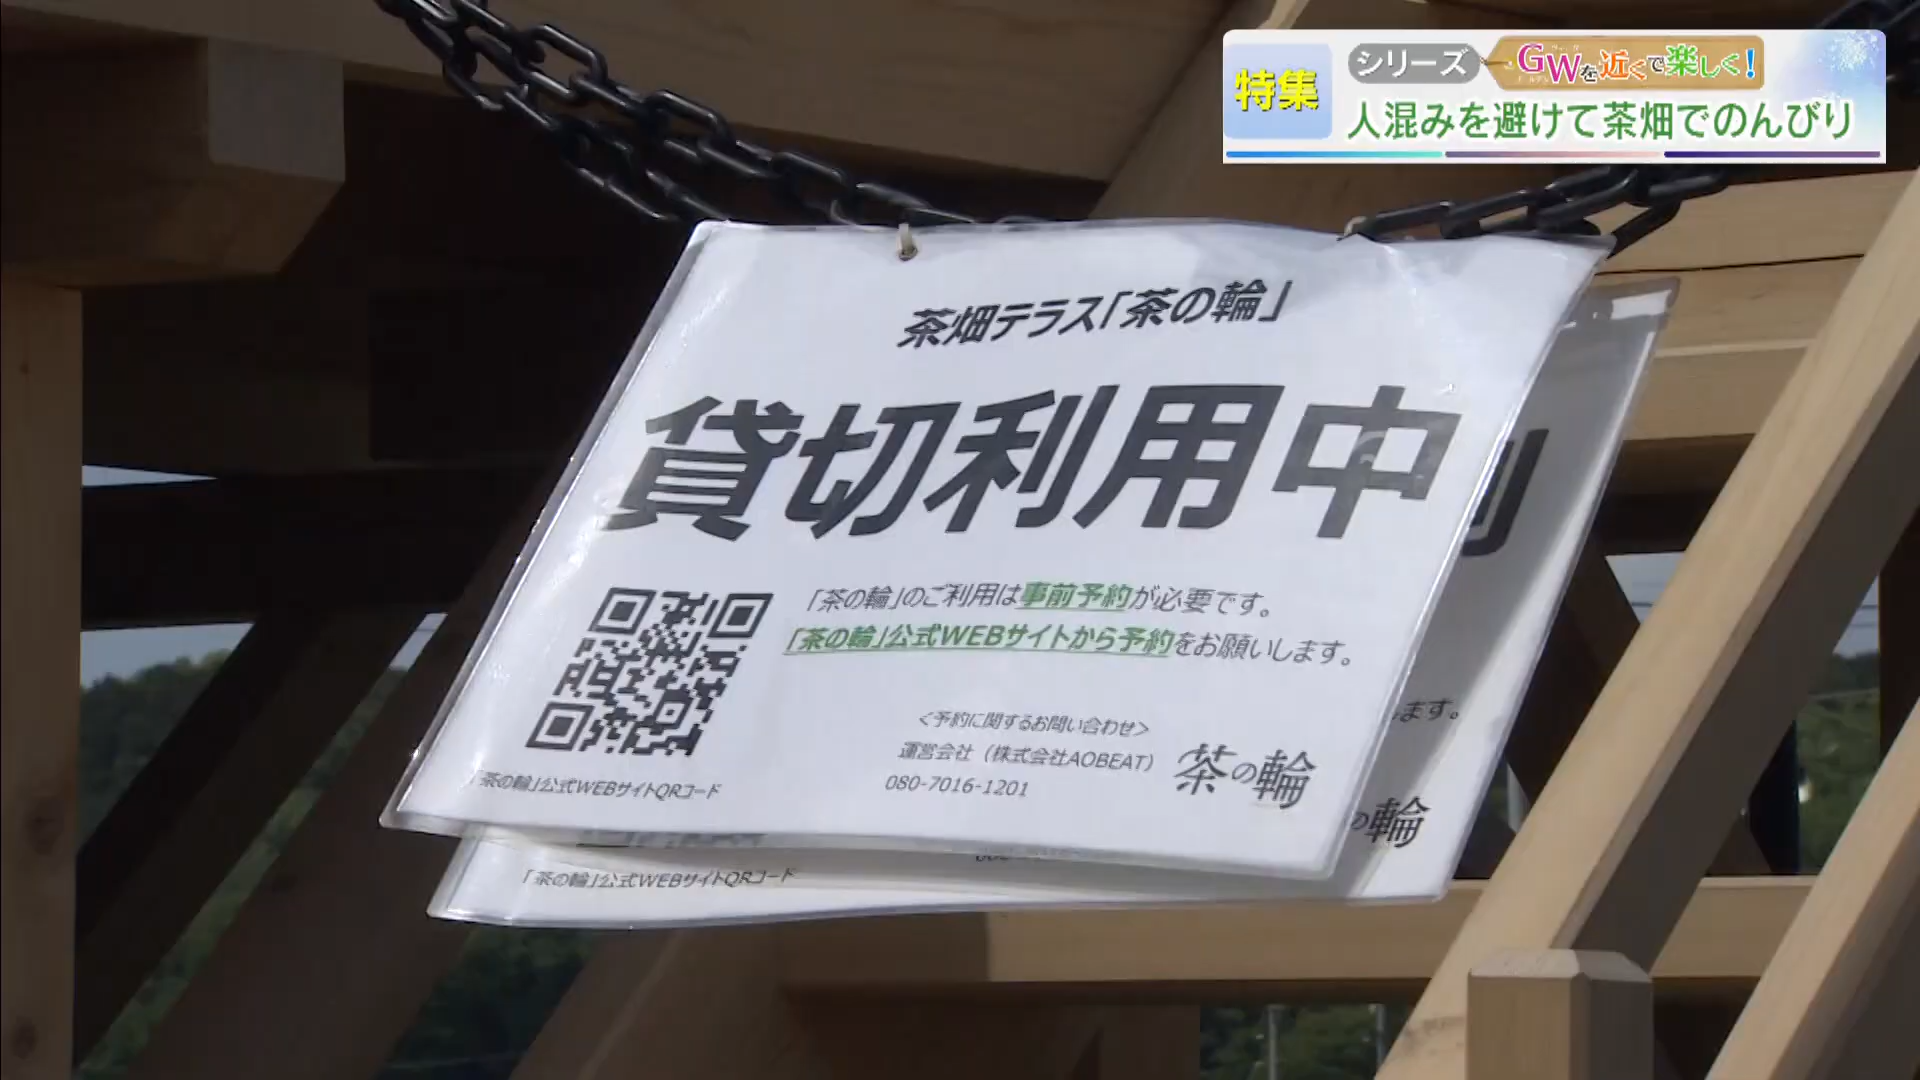 特集
シリーズ
GWを近くで楽しく!
人混みを避けて茶畑でのんびり
茶畑テラス「茶の輪」
貸切利用中
「茶の輪」のご利用は事前予約が必要です。
「茶の輪」公式WEBサイトから予約をお願いします。
<予約に関するお問い合わせ>
運営会社（株式会社AOBEAT）
080-7016-1201
茶の輪
「茶の輪」公式WEBサイトQRコード
ます。
の輪
「茶の輪」公式WEBサイトQRコード